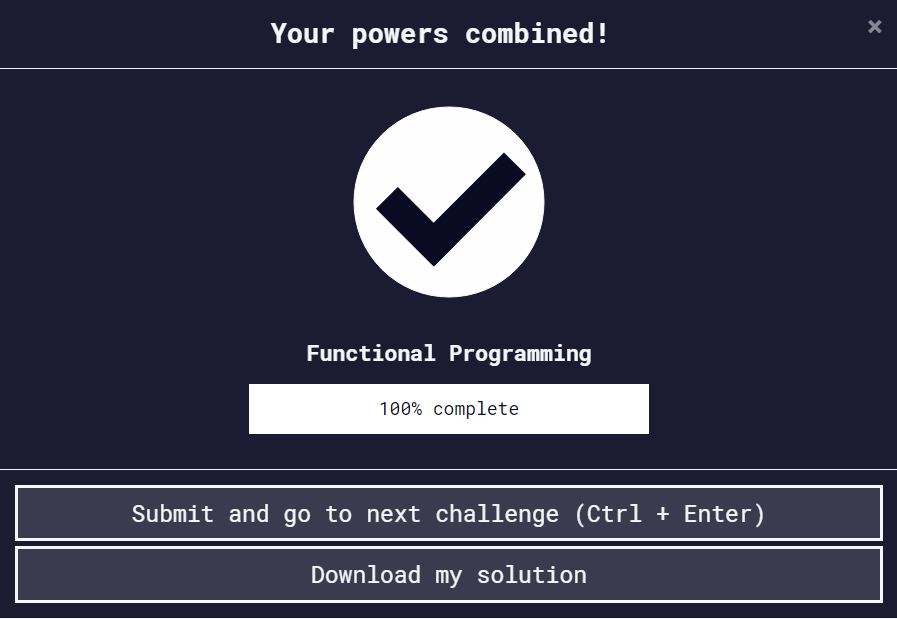 Your powers combined!
×
Functional Programming
100% complete
Submit and go to next challenge (Ctrl + Enter)
Download my solution